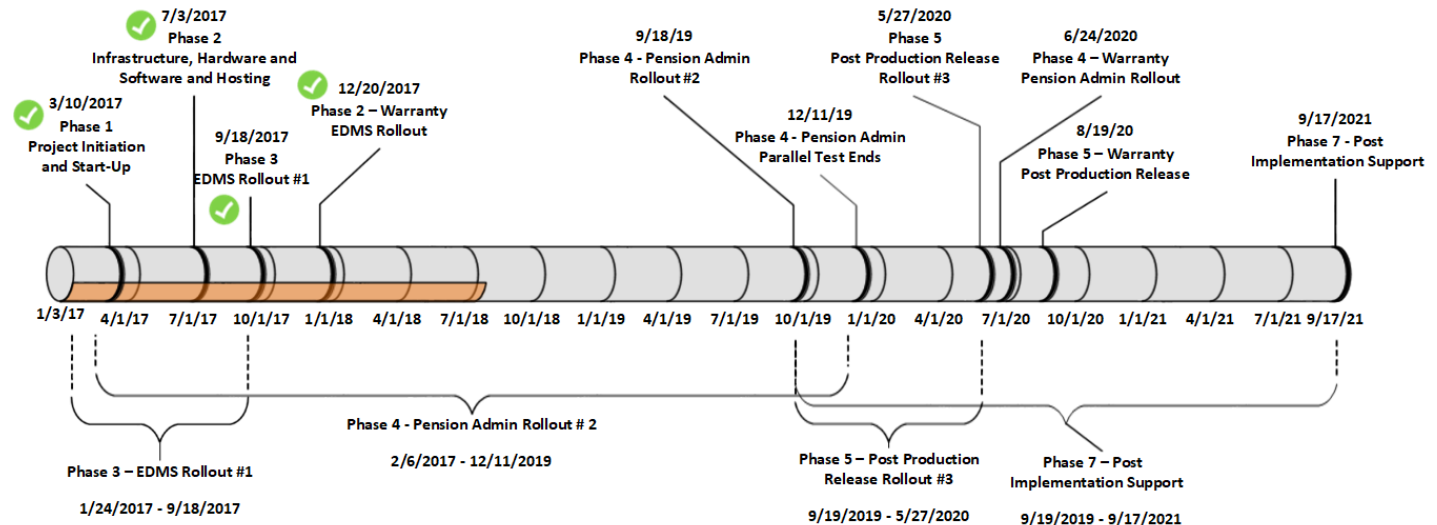 7/3/2017
Phase 2
Infrastructure, Hardware and
Software and Hosting
3/10/2017
Phase 1
Project Initiation
and Start-Up
9/18/2017
Phase 3
EDMS Rollout #1
12/20/2017
Phase 2 – Warranty
EDMS Rollout
9/18/19
Phase 4 - Pension Admin
Rollout #2
12/11/19
Phase 4 - Pension Admin
Parallel Test Ends
5/27/2020
Phase 5
Post Production Release
Rollout #3
6/24/2020
Phase 4 – Warranty
Pension Admin Rollout
8/19/20
Phase 5 – Warranty
Post Production Release
9/17/2021
Phase 7 - Post
Implementation Support
1/3/17 4/1/17 7/1/17 10/1/17 1/1/18 4/1/18 7/1/18 10/1/18 1/1/19 4/1/19 7/1/19 10/1/19 1/1/20 4/1/20 7/1/20 10/1/20 1/1/21 4/1/21 7/1/21 9/17/21
Phase 3 – EDMS Rollout #1
1/24/2017 - 9/18/2017
Phase 4 - Pension Admin Rollout # 2
2/6/2017 - 12/11/2019
Phase 5 – Post Production
Release Rollout #3
9/19/2019 - 5/27/2020
Phase 7 – Post
Implementation Support
9/19/2019 - 9/17/2021